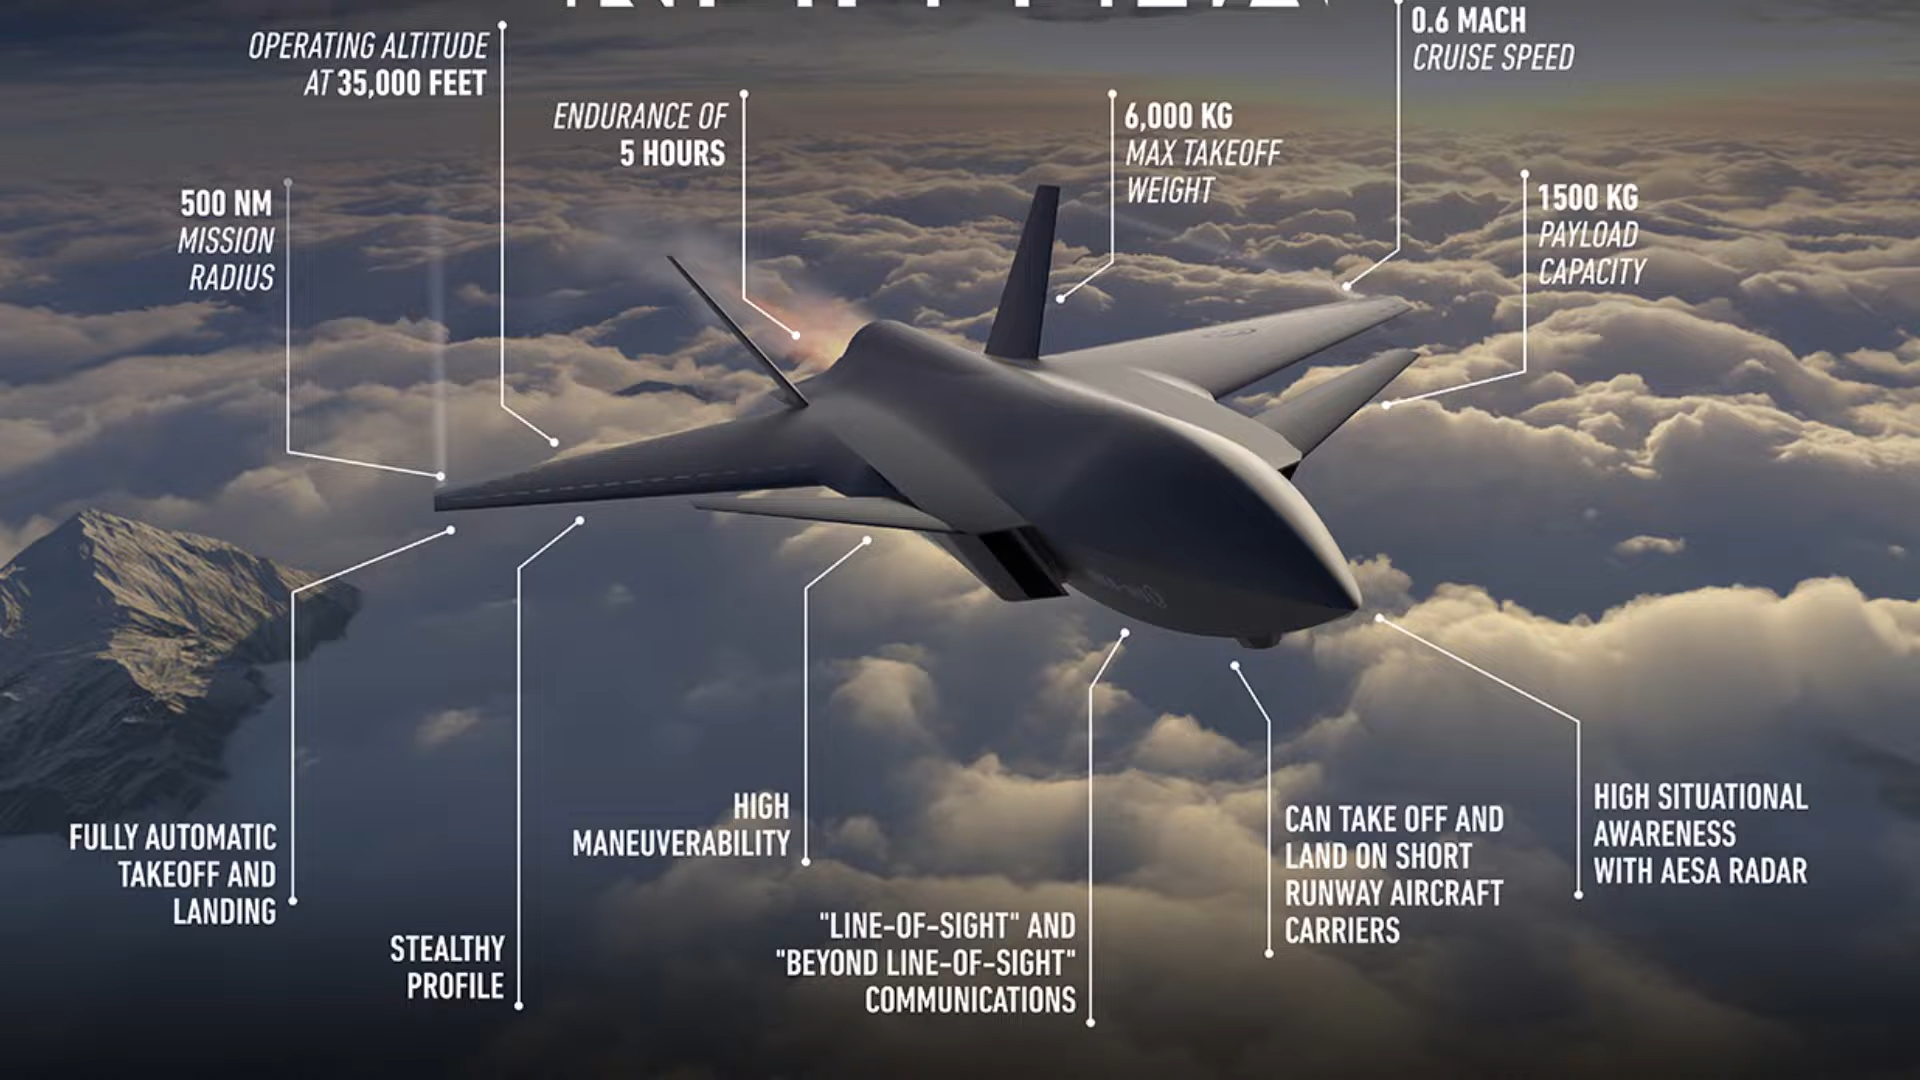 OPERATING ALTITUDE
AT 35,000 FEET
0.6 MACH
CRUISE SPEED
ENDURANCE OF
5 HOURS
6,000 KG
MAX TAKEOFF
WEIGHT
500 NM
MISSION
RADIUS
1500 KG
PAYLOAD
CAPACITY
FULLY AUTOMATIC
TAKEOFF AND
LANDING
STEALTHY
PROFILE
HIGH
MANEUVERABILITY
"LINE-OF-SIGHT" AND
"BEYOND LINE-OF-SIGHT"
COMMUNICATIONS
CAN TAKE OFF AND
LAND ON SHORT
RUNWAY AIRCRAFT
CARRIERS
HIGH SITUATIONAL
AWARENESS
WITH AESA RADAR